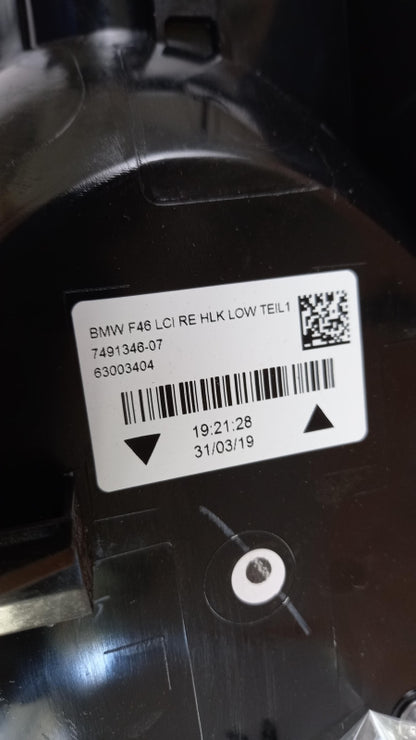 BMW F46 LCI RE HLK LOW TEIL1
7491346-07
63003404
19:21:28
31/03/19